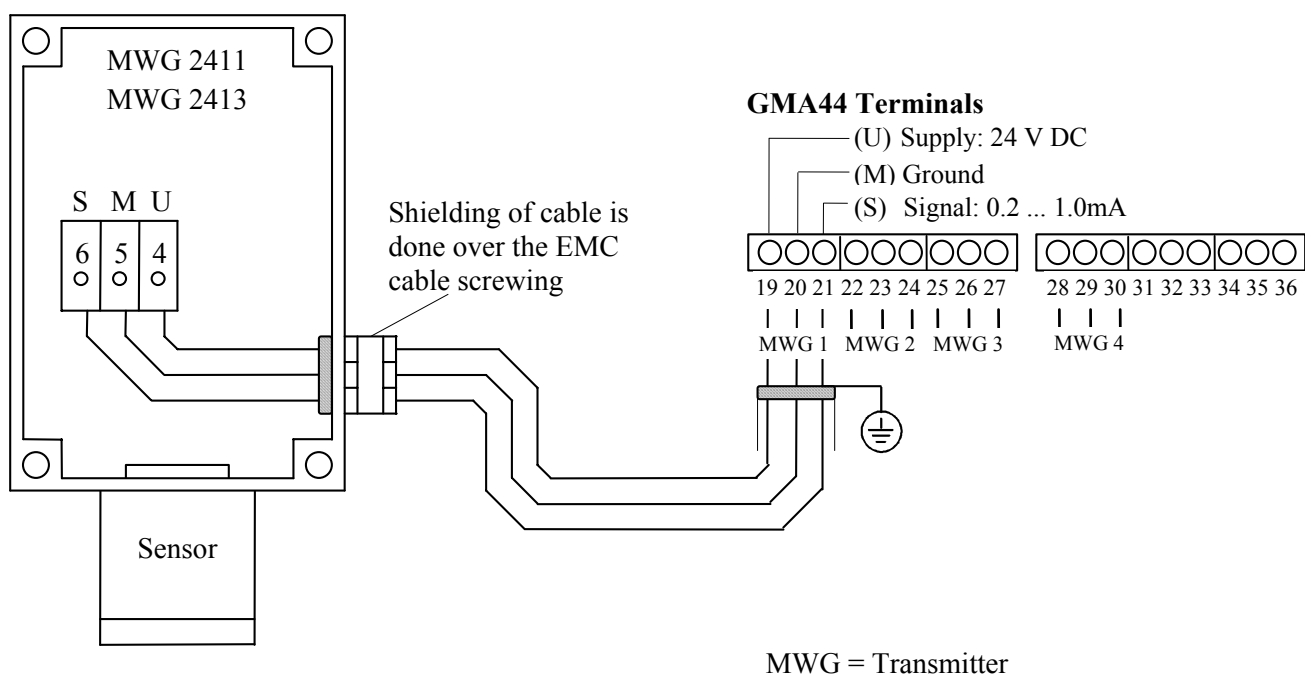 MWG 2411
MWG 2413
S M U
6 5 4
Sensor
Shielding of cable is
done over the EMC
cable screwing
GMA44 Terminals
(U) Supply: 24 V DC
(M) Ground
(S) Signal: 0.2 ... 1.0mA
19 20 21 22 23 24 25 26 27 28 29 30 31 32 33 34 35 36
MWG 1 MWG 2 MWG 3 MWG 4
MWG = Transmitter